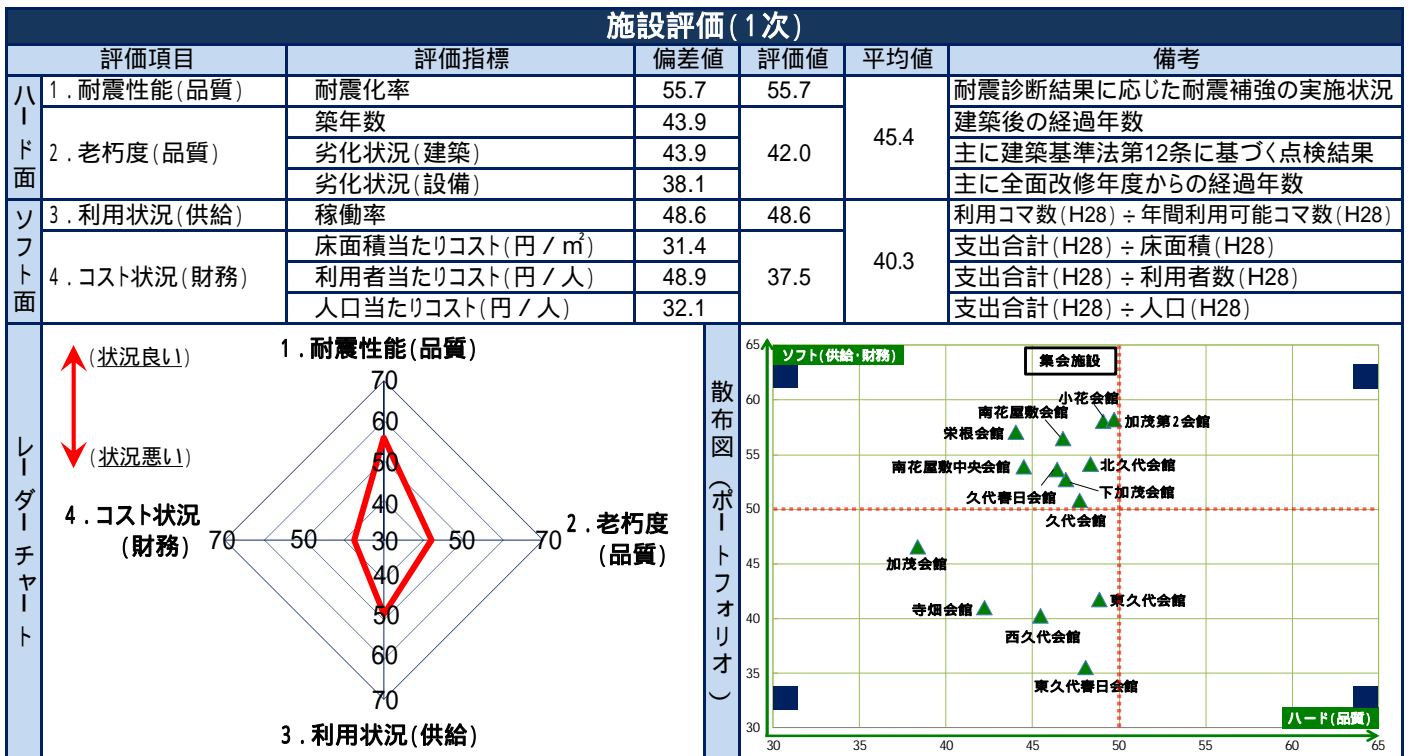 施設評価(1次)
評価項目 評価指標 偏差値 評価値 平均値 備考
ハード面
1.耐震性能(品質) 耐震化率 55.7 55.7 45.4 耐震診断結果に応じた耐震補強の実施状況
2.老朽度(品質) 築年数 43.9 42.0 建築後の経過年数
劣化状況(建築) 43.9 主に建築基準法第12条に基づく点検結果
劣化状況(設備) 38.1 主に全面改修年度からの経過年数
ソフト面
3.利用状況(供給) 稼働率 48.6 48.6 40.3 利用コマ数(H28)÷年間利用可能コマ数(H28)
4.コスト状況(財務) 床面積当たりコスト(円/㎡) 31.4 37.5 支出合計(H28)÷床面積(H28)
利用者当たりコスト(円/人) 48.9 支出合計(H28)÷利用者数(H28)
人口当たりコスト(円/人) 32.1 支出合計(H28)÷人口(H28)
レーダーチャート
(状況良い)
(状況悪い)
1.耐震性能(品質)
70
60
50
40
4.コスト状況
(財務)
70 50 30 50 70
2.老朽度
(品質)
40
50
60
70
3.利用状況(供給)
散布図(ポートフォリオ)
65
ソフト(供給・財務)
集会施設
60
小花会館
南花屋敷会館
加茂第2会館
栄根会館
55
南花屋敷中央会館
北久代会館
久代春日会館
下加茂会館
久代会館
50
加茂会館
45
寺畑会館
東久代会館
40
西久代会館
35
東久代春日会館
30
ハード(品質)
30 35 40 45 50 55 60 65